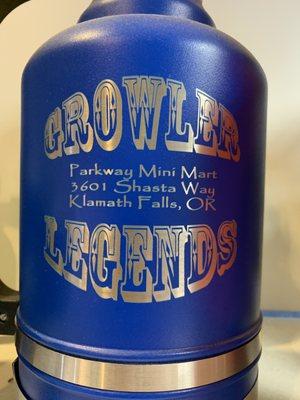 GROWLER
Parkway Mini Mart
3601 Shasta Way
Klamath Falls, OR
LEGENDS